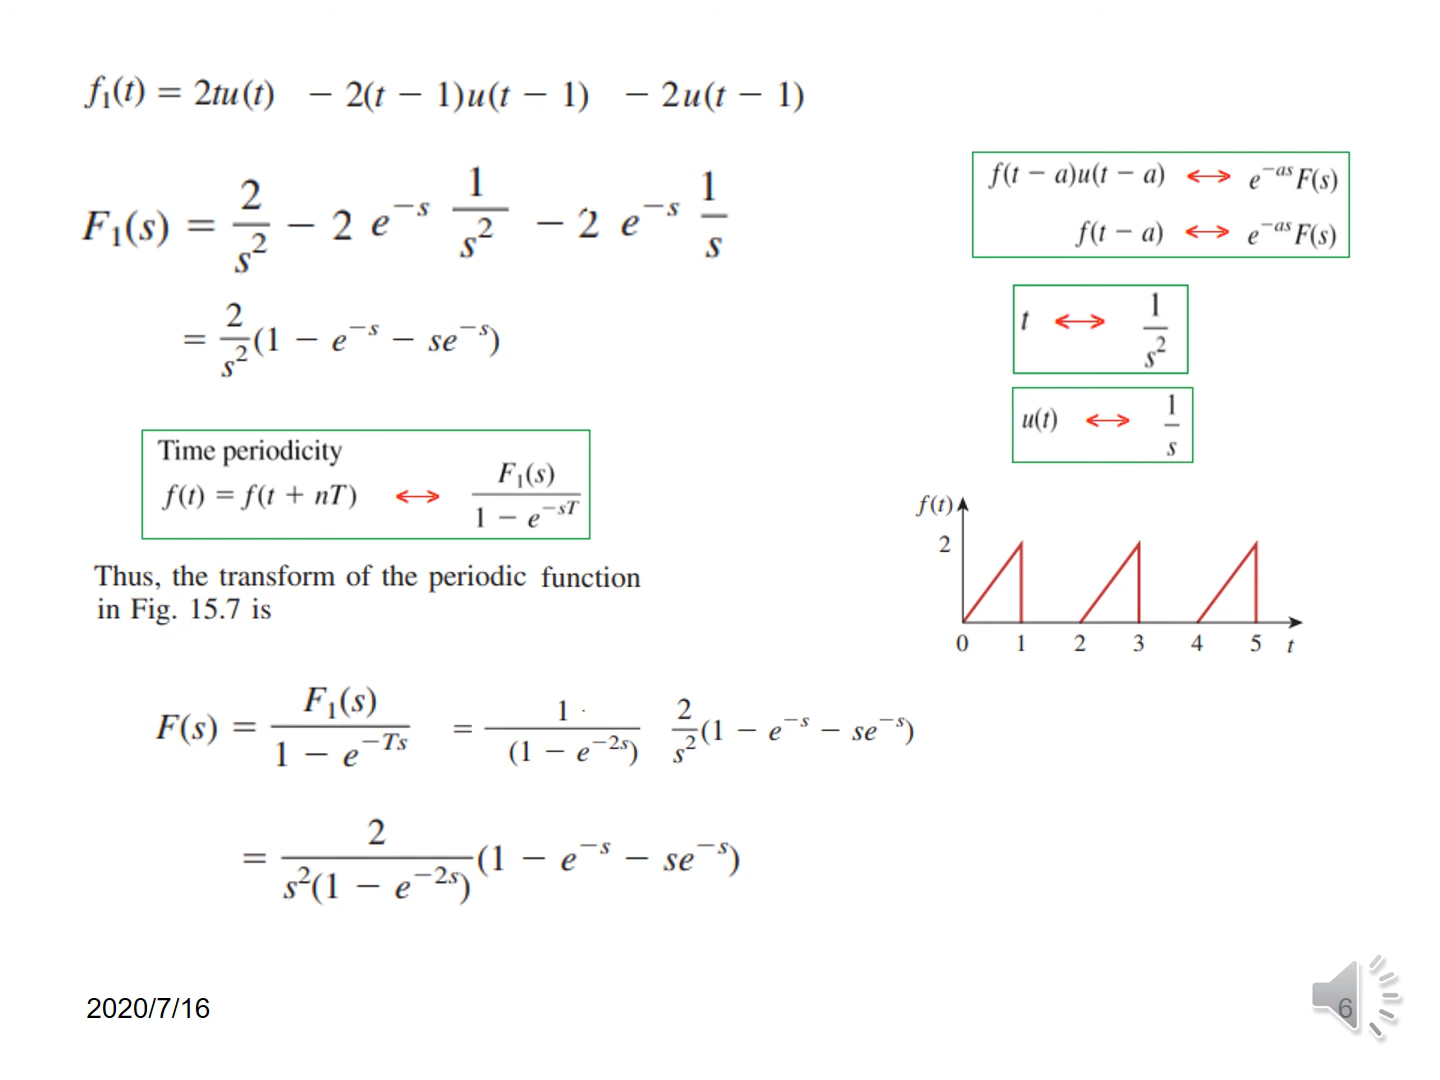 f₁(t) = 2tu(t) − 2(t − 1)u(t − 1) − 2u(t − 1)
F₁(s) = 2/s² − 2 e⁻ˢ 1/s² − 2 e⁻ˢ 1/s
= 2/s² (1 − e⁻ˢ − se⁻ˢ)
f(t − a)u(t − a) ⟷ e⁻ᵃˢ F(s)
f(t − a) ⟷ e⁻ᵃˢ F(s)
t ⟷ 1/s²
u(t) ⟷ 1/s
Time periodicity
f(t) = f(t + nT) ⟷ F₁(s)/(1 − e^−sT)
f(t)
2
0 1 2 3 4 5 t
Thus, the transform of the periodic function
in Fig. 15.7 is
F(s) = F₁(s)/(1 − e^−Ts) = 1/(1 − e^−2s) 2/s² (1 − e⁻ˢ − se⁻ˢ)
= 2/(s²(1 − e^−2s)) (1 − e⁻ˢ − se⁻ˢ)
2020/7/16
6